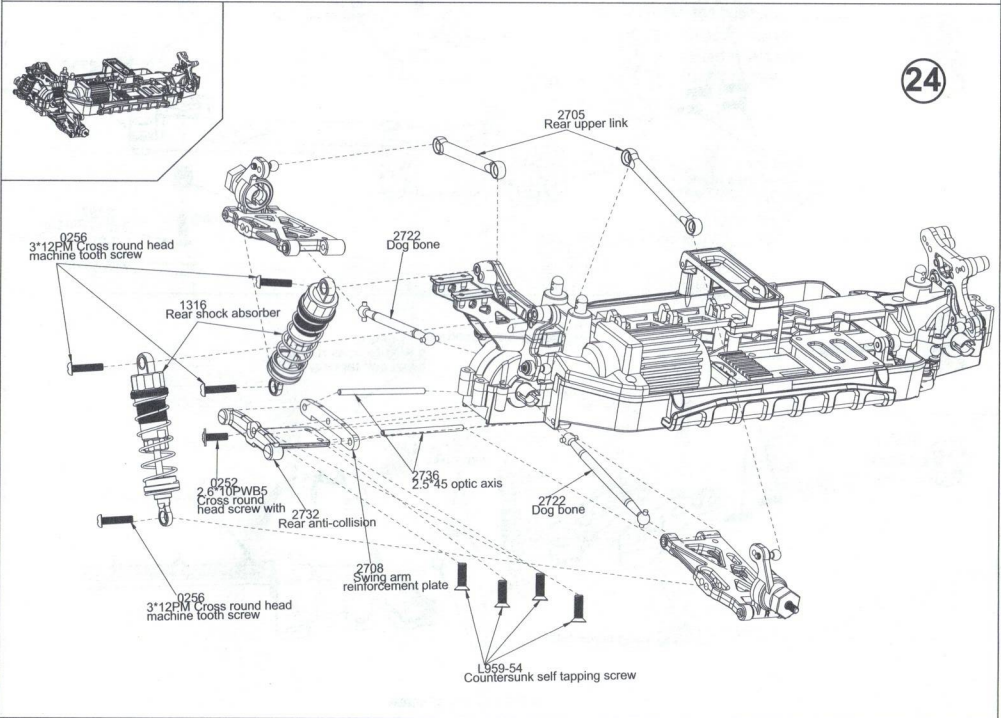 24
2705
Rear upper link
0256
3*12PM Cross round head
machine tooth screw
2722
Dog bone
1316
Rear shock absorber
2736
2.5*45 optic axis
0252
2.6*10PWB5
Cross round
head screw with
2732
Rear anti-collision
2722
Dog bone
2708
Swing arm
reinforcement plate
0256
3*12PM Cross round head
machine tooth screw
L959-54
Countersunk self tapping screw